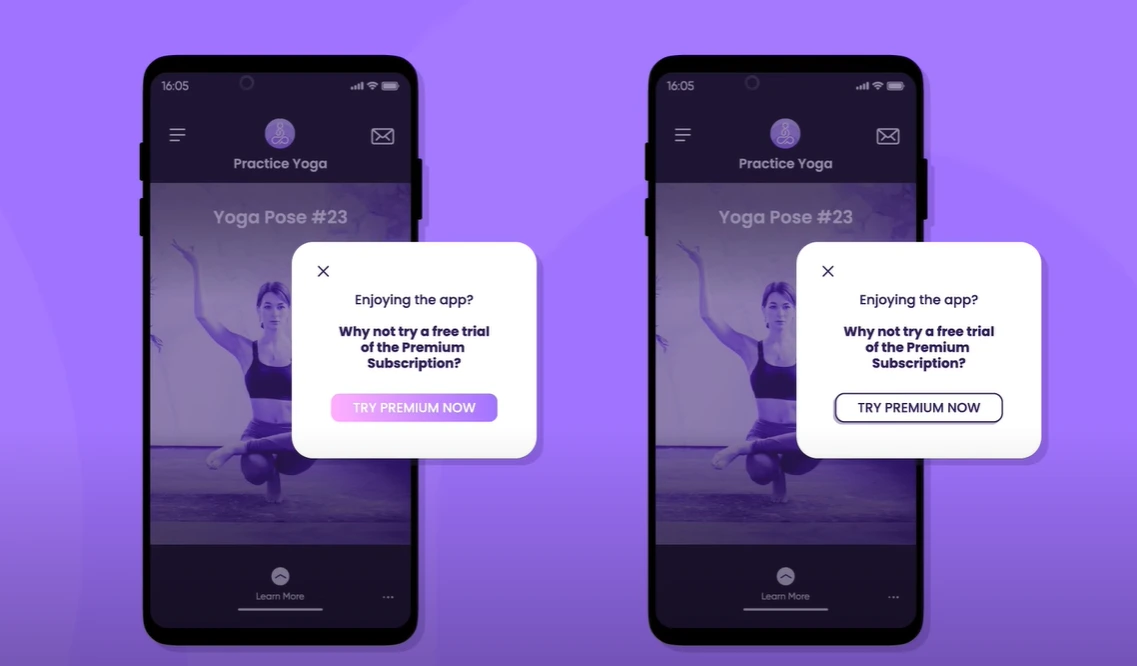 16:05
Practice Yoga
Yoga Pose #23
Enjoying the app?
Why not try a free trial
of the Premium
Subscription?
TRY PREMIUM NOW
Learn More
16:05
Practice Yoga
Yoga Pose #23
Enjoying the app?
Why not try a free trial
of the Premium
Subscription?
TRY PREMIUM NOW
Learn More